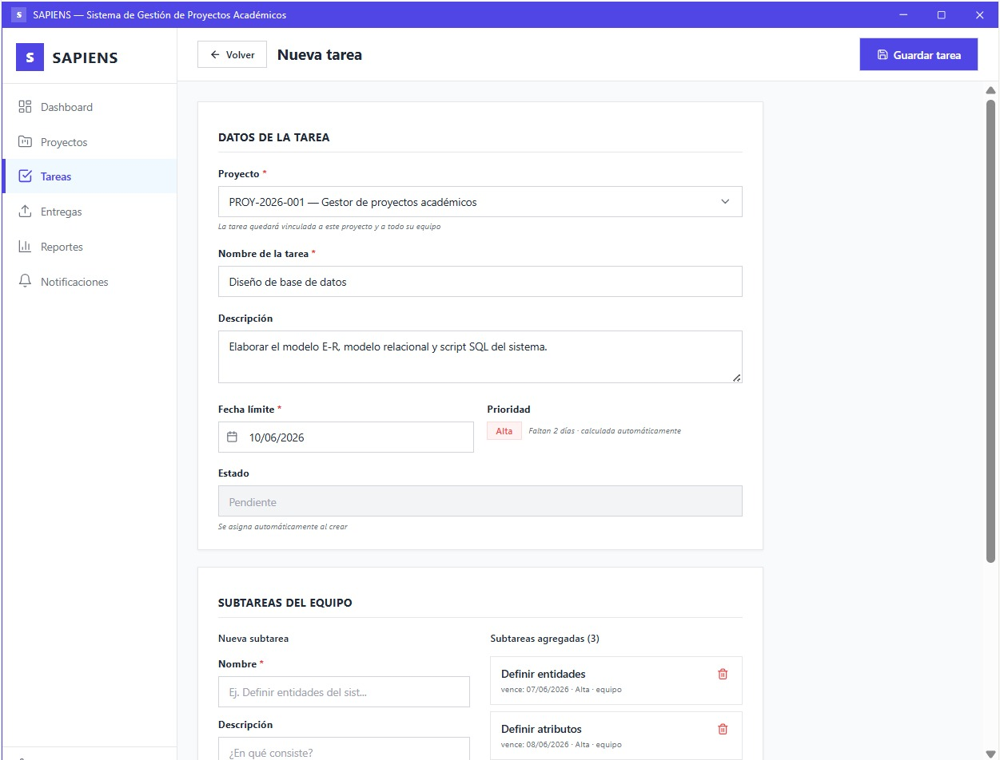 S SAPIENS — Sistema de Gestión de Proyectos Académicos
S SAPIENS
Volver
Nueva tarea
Guardar tarea
Dashboard
Proyectos
Tareas
Entregas
Reportes
Notificaciones
DATOS DE LA TAREA
Proyecto *
PROY-2026-001 — Gestor de proyectos académicos
La tarea quedará vinculada a este proyecto y a todo su equipo
Nombre de la tarea *
Diseño de base de datos
Descripción
Elaborar el modelo E-R, modelo relacional y script SQL del sistema.
Fecha límite *
10/06/2026
Prioridad
Alta Faltan 2 días · calculada automáticamente
Estado
Pendiente
Se asigna automáticamente al crear
SUBTAREAS DEL EQUIPO
Nueva subtarea
Nombre *
Ej. Definir entidades del sist...
Descripción
¿En qué consiste?
Subtareas agregadas (3)
Definir entidades
vence: 07/06/2026 · Alta · equipo
Definir atributos
vence: 08/06/2026 · Alta · equipo